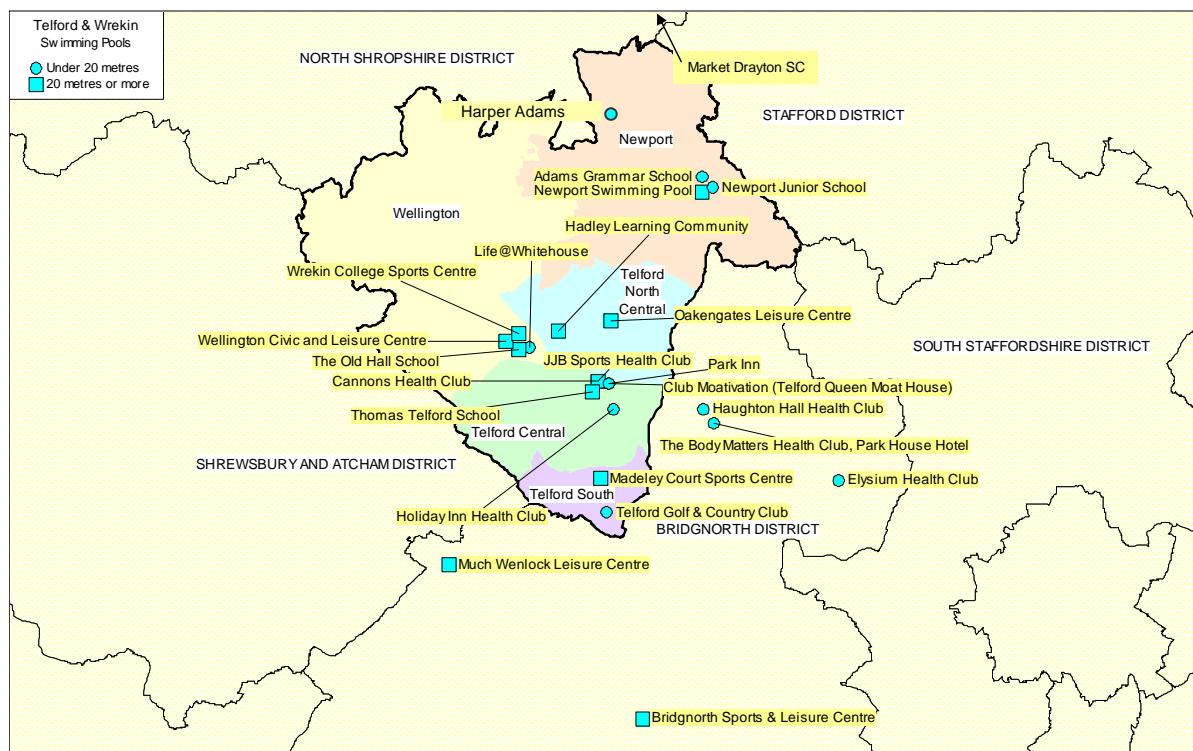 Telford & Wrekin
Swimming Pools
Under 20 metres
20 metres or more
NORTH SHROPSHIRE DISTRICT
Market Drayton SC
Harper Adams
STAFFORD DISTRICT
Newport
Adams Grammar School
Newport Swimming Pool
Newport Junior School
Wellington
Hadley Learning Community
Life@Whitehouse
Wrekin College Sports Centre
Telford
North
Central
Oakengates Leisure Centre
Wellington Civic and Leisure Centre
SOUTH STAFFORDSHIRE DISTRICT
The Old Hall School
JJB Sports Health Club
Park Inn
Cannons Health Club
Club Moativation (Telford Queen Moat House)
Thomas Telford School
Haughton Hall Health Club
Telford Central
The Body Matters Health Club, Park House Hotel
SHREWSBURY AND ATCHAM DISTRICT
Madeley Court Sports Centre
Elysium Health Club
Telford South
Holiday Inn Health Club
Telford Golf & Country Club
BRIDGNORTH DISTRICT
Much Wenlock Leisure Centre
Bridgnorth Sports & Leisure Centre